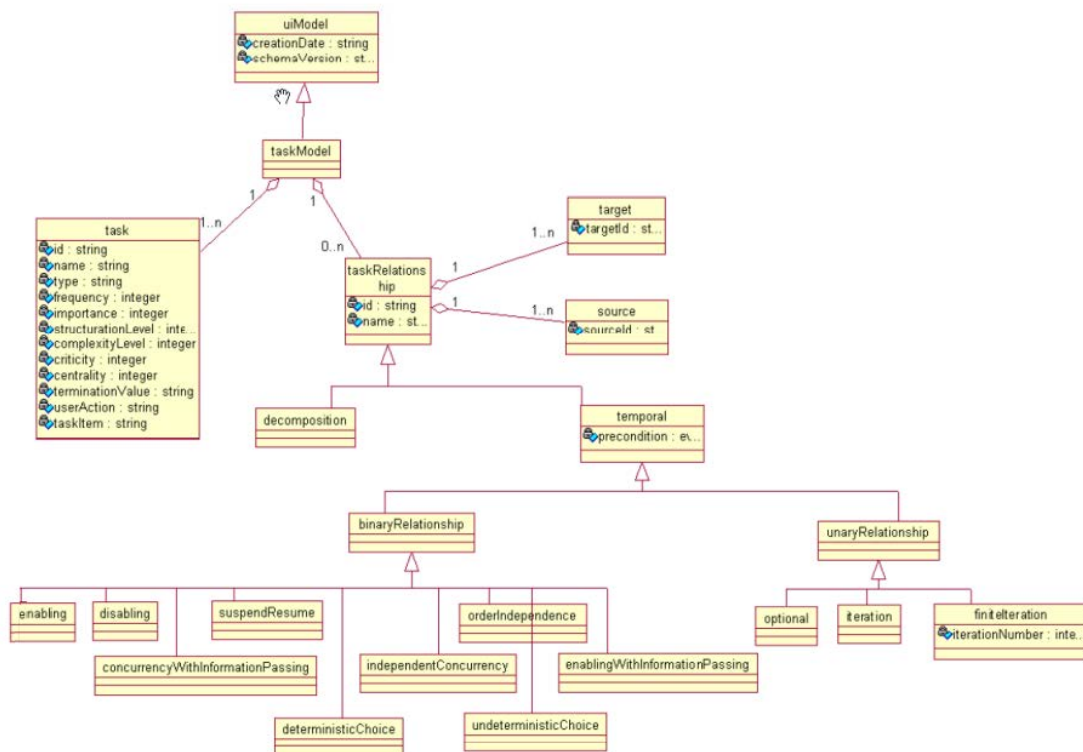 uiModel
creationDate : string
schemaVersion : st...
taskModel
1
1
1..n
0..n
task
id : string
name : string
type : string
frequency : integer
importance : integer
structurationLevel : inte...
complexityLevel : integer
criticity : integer
centrality : integer
terminationValue : string
userAction : string
taskItem : string
taskRelations
hip
id : string
name : st...
1
1..n
target
targetId : st...
1
1..n
source
sourceId : st...
decomposition
temporal
precondition : e\...
binaryRelationship
unaryRelationship
enabling
disabling
suspendResume
orderIndependence
optional
iteration
finiteIteration
iterationNumber : inte...
concurrencyWithInformationPassing
independentConcurrency
enablingWithInformationPassing
deterministicChoice
undeterministicChoice